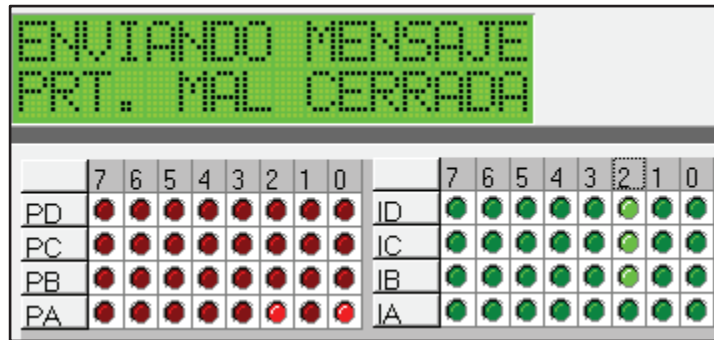 ENVIANDO MENSAJE
PRT. MAL CERRADA
7 6 5 4 3 2 1 0
PD
PC
PB
PA
7 6 5 4 3 2 1 0
ID
IC
IB
IA